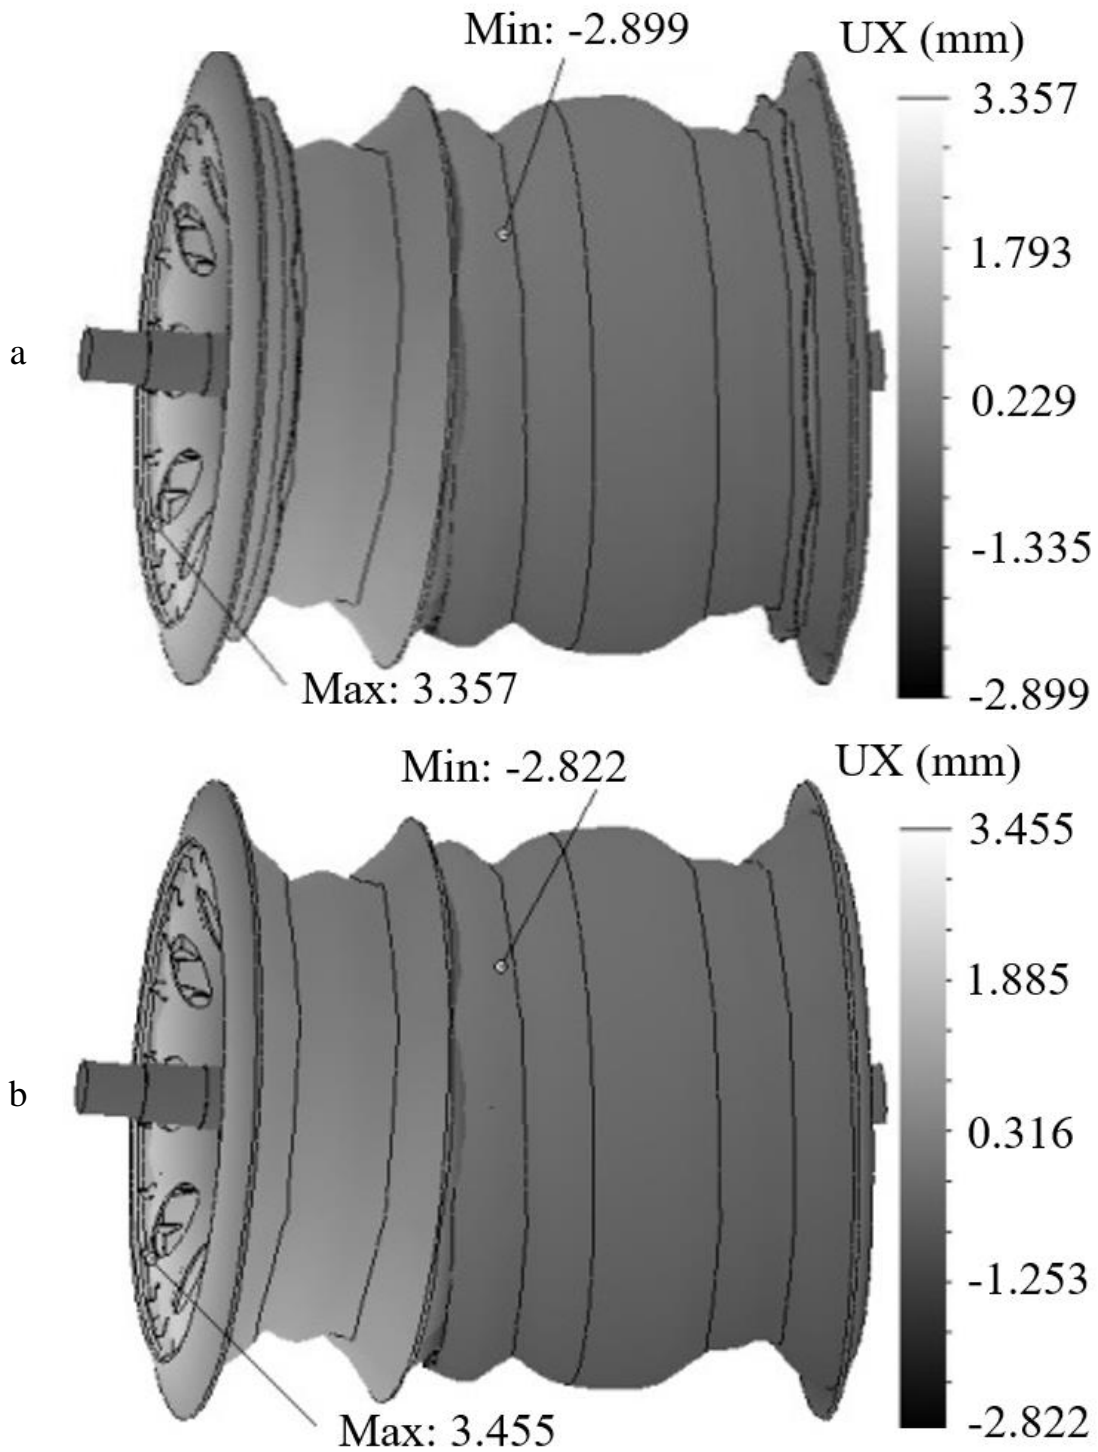 Min: -2.899
UX (mm)
3.357
1.793
a
0.229
-1.335
Max: 3.357
-2.899
Min: -2.822
UX (mm)
3.455
1.885
b
0.316
-1.253
Max: 3.455
-2.822